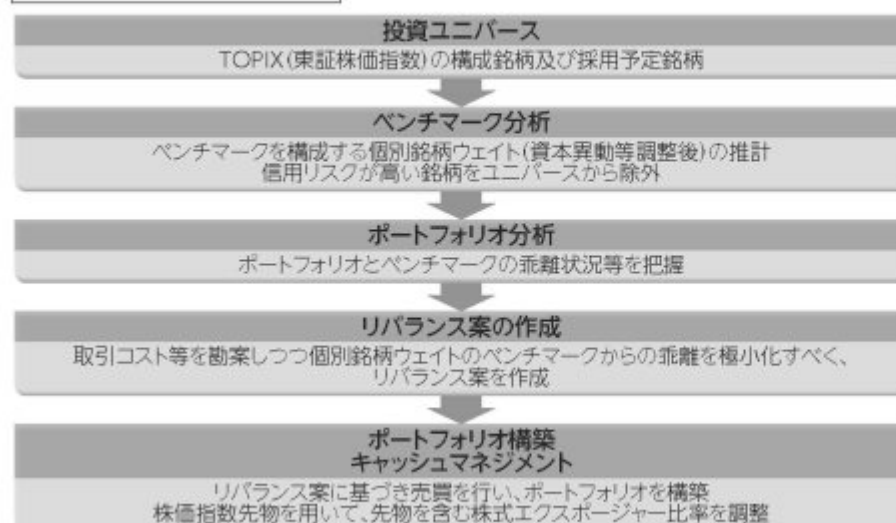 投資ユニバース
TOPIX(東証株価指数)の構成銘柄及び採用予定銘柄
ベンチマーク分析
ベンチマークを構成する個別銘柄ウェイト(資本異動等調整後)の推計
信用リスクが高い銘柄をユニバースから除外
ポートフォリオ分析
ポートフォリオとベンチマークの乖離状況等を把握
リバランス案の作成
取引コスト等を勘案しつつ個別銘柄ウェイトのベンチマークからの乖離を極小化すべく、
リバランス案を作成
ポートフォリオ構築
キャッシュマネジメント
リバランス案に基づき売買を行い、ポートフォリオを構築
株価指数先物を用いて、先物を含む株式エクスポージャー比率を調整